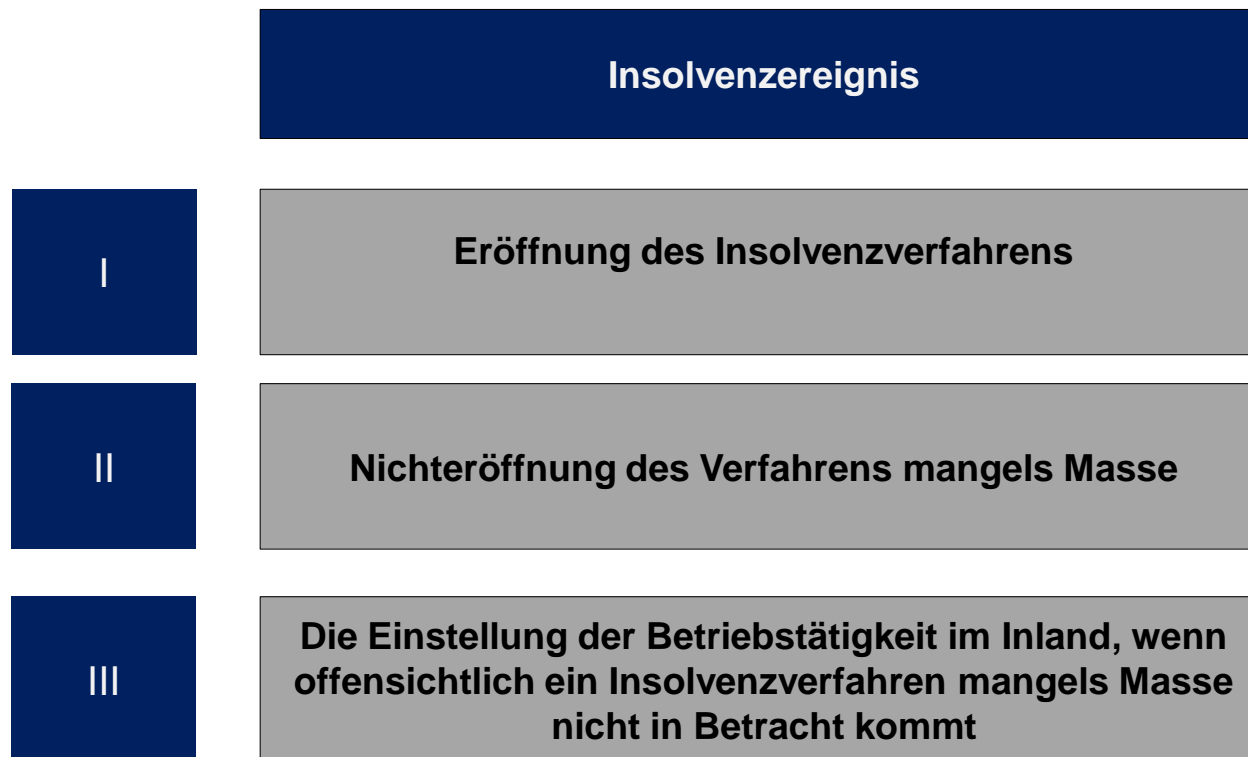 Insolvenzereignis
I
Eröffnung des Insolvenzverfahrens
II
Nichteröffnung des Verfahrens mangels Masse
III
Die Einstellung der Betriebstätigkeit im Inland, wenn
offensichtlich ein Insolvenzverfahren mangels Masse
nicht in Betracht kommt